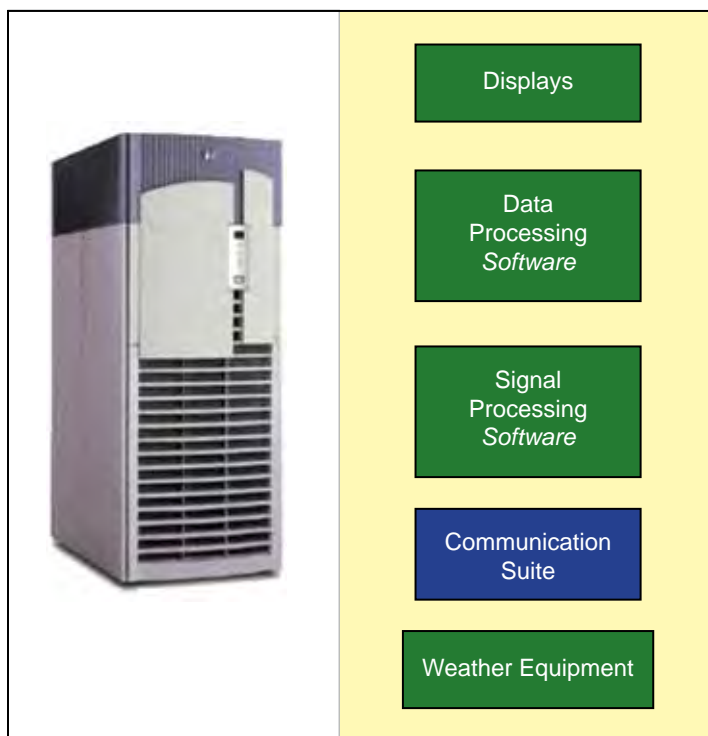 Displays
Data
Processing
Software
Signal
Processing
Software
Communication
Suite
Weather Equipment